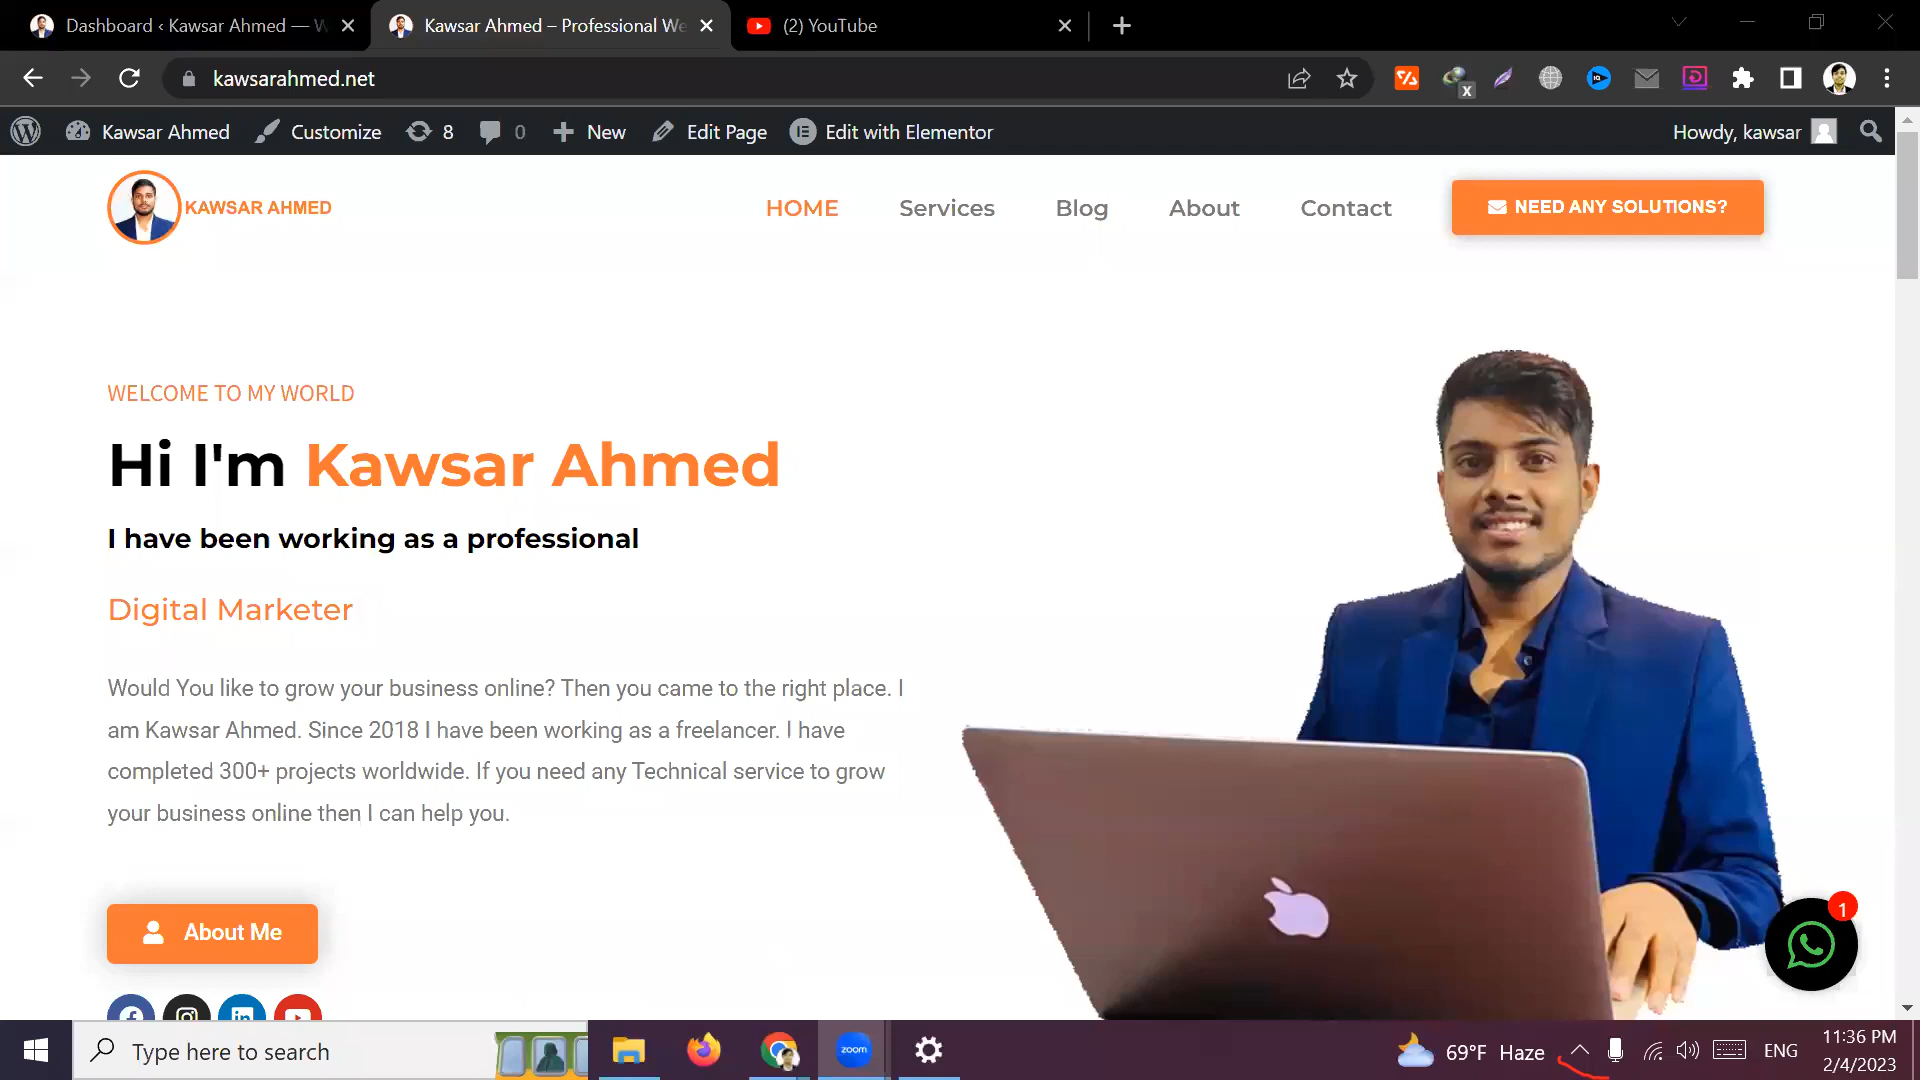 Dashboard ‹ Kawsar Ahmed — W
Kawsar Ahmed – Professional We
(2) YouTube
kawsarahmed.net
Kawsar Ahmed
Customize
8
0
New
Edit Page
Edit with Elementor
Howdy, kawsar
KAWSAR AHMED
HOME
Services
Blog
About
Contact
NEED ANY SOLUTIONS?
WELCOME TO MY WORLD
Hi I'm Kawsar Ahmed
I have been working as a professional
Digital Marketer
Would You like to grow your business online? Then you came to the right place. I
am Kawsar Ahmed. Since 2018 I have been working as a freelancer. I have
completed 300+ projects worldwide. If you need any Technical service to grow
your business online then I can help you.
About Me
1
Type here to search
zoom
69°F Haze
ENG
11:36 PM
2/4/2023